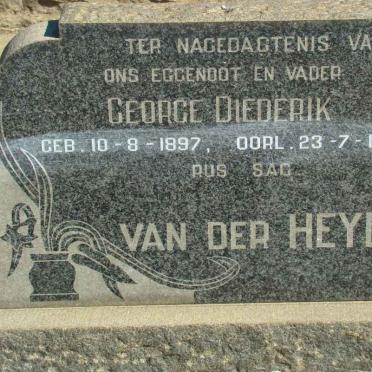 TER NAGEDAGTENIS VA
ONS EGGENOOT EN VADER
GEORGE DIEDERIK
GEB. 10-8-1897, OORL. 23-7-1
RUS SAG
VAN DER HEY